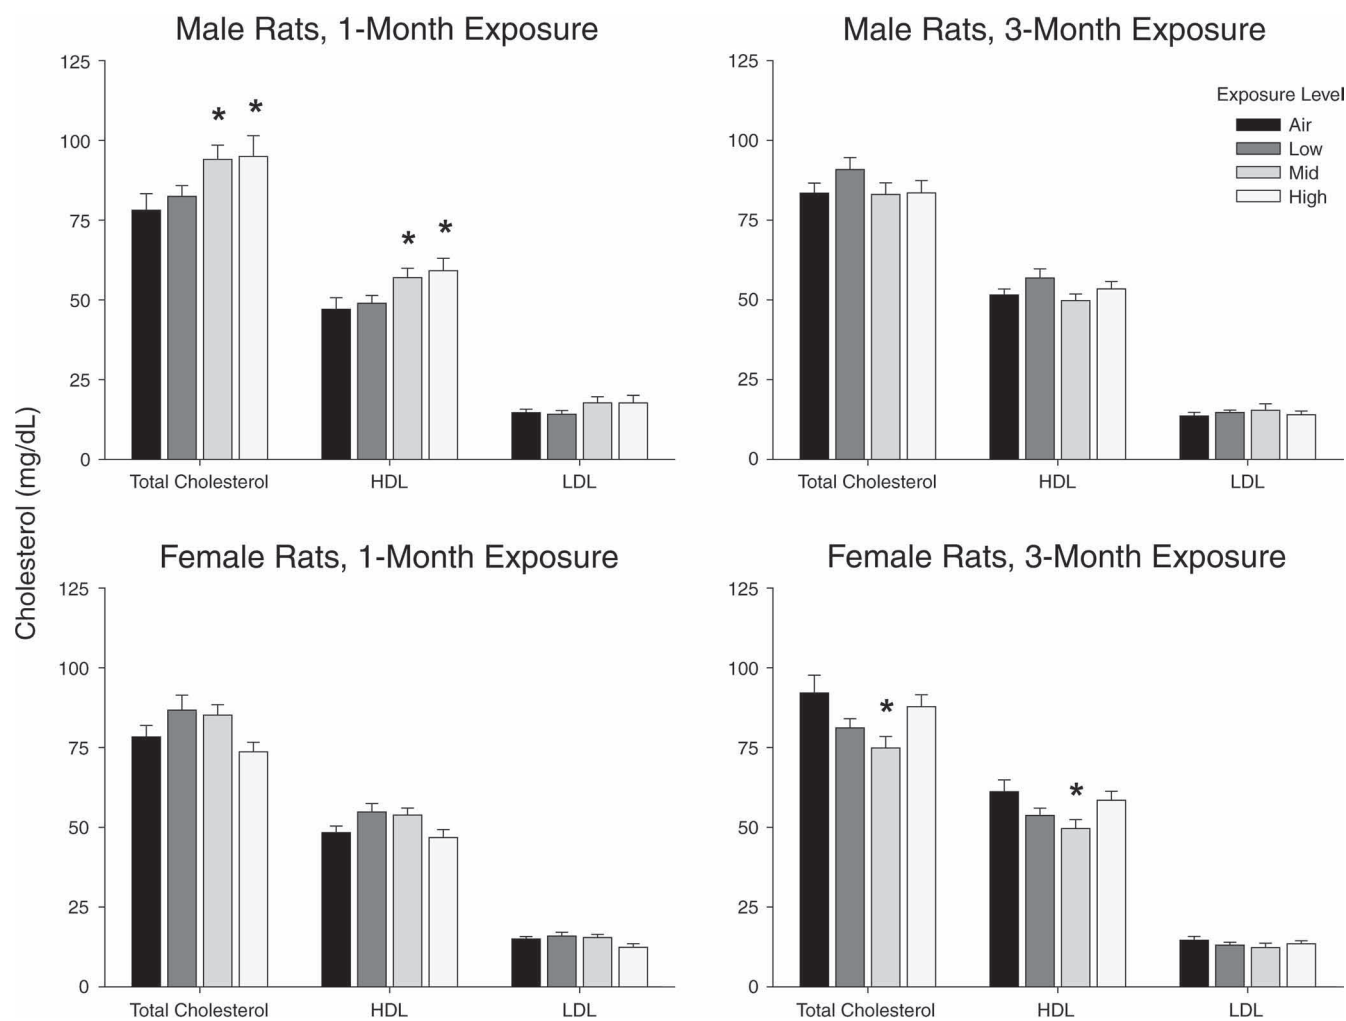 Male Rats, 1-Month Exposure
125
100
75
50
25
0
*
*
*
*
Total Cholesterol
HDL
LDL
Male Rats, 3-Month Exposure
125
100
75
50
25
0
Exposure Level
Air
Low
Mid
High
Total Cholesterol
HDL
LDL
Cholesterol (mg/dL)
Female Rats, 1-Month Exposure
125
100
75
50
25
0
Total Cholesterol
HDL
LDL
Female Rats, 3-Month Exposure
125
100
75
50
25
0
*
*
Total Cholesterol
HDL
LDL